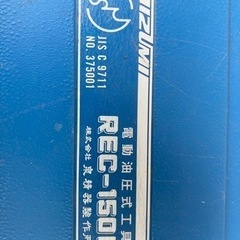 IZUMI
JIS C 9711
NO. 375001
電動油圧式工具
REC-150
株式会社 泉精器製作所